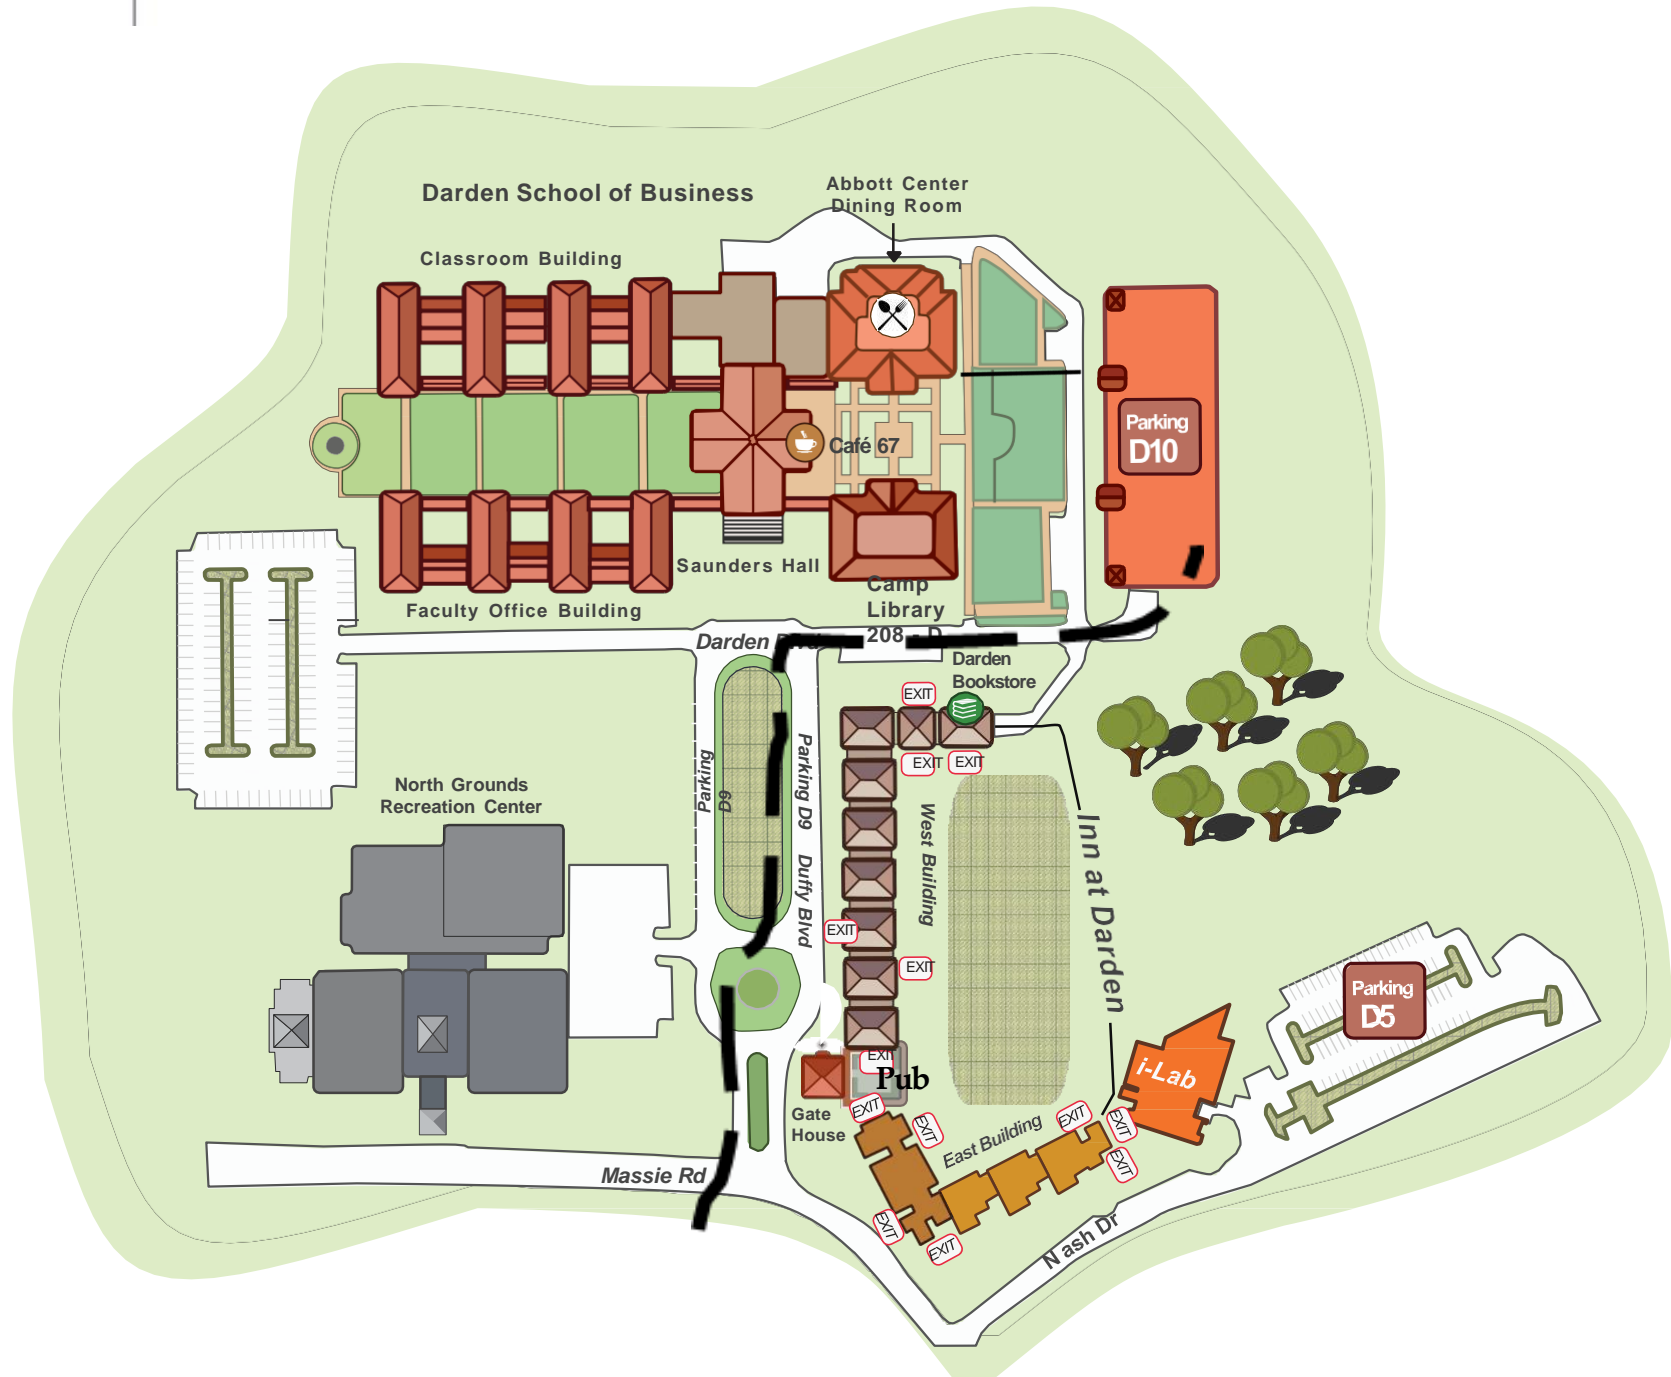 Abbott Center
Dining Room
Darden School of Business
Classroom Building
Parking
D10
Café 67
Saunders Hall
Camp
Library
208 - D
Faculty Office Building
Darden Blvd
Darden
Bookstore
EXIT
EXIT
EXIT
Parking
D9
Parking D9
Duffy Blvd
North Grounds
Recreation Center
West Building
Inn at Darden
EXIT
EXIT
Parking
D5
EXIT
Pub
i-Lab
Gate
House
EXIT
EXIT
East Building
EXIT
EXIT
EXIT
Massie Rd
EXIT
EXIT
N ash Dr